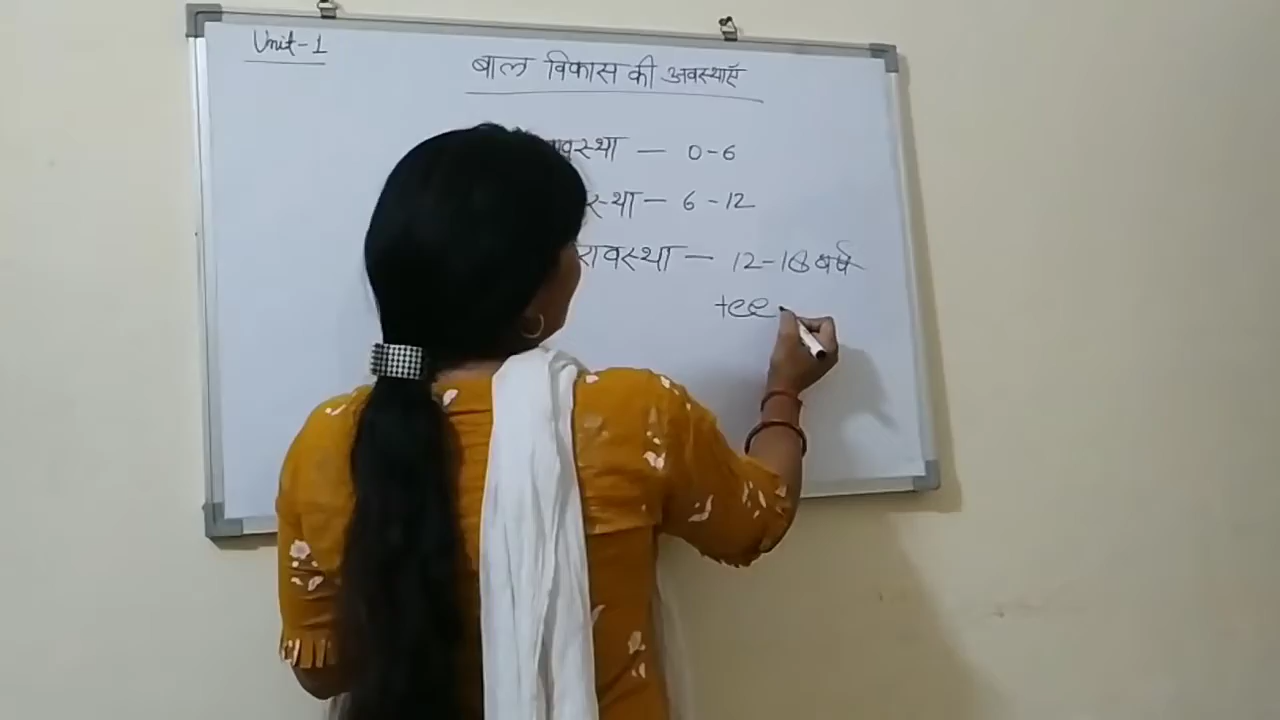 Unit-1
बाल विकास की अवस्थाएँ
वस्था — 0-6
स्था — 6-12
रावस्था — 12-18 वर्ष
tee